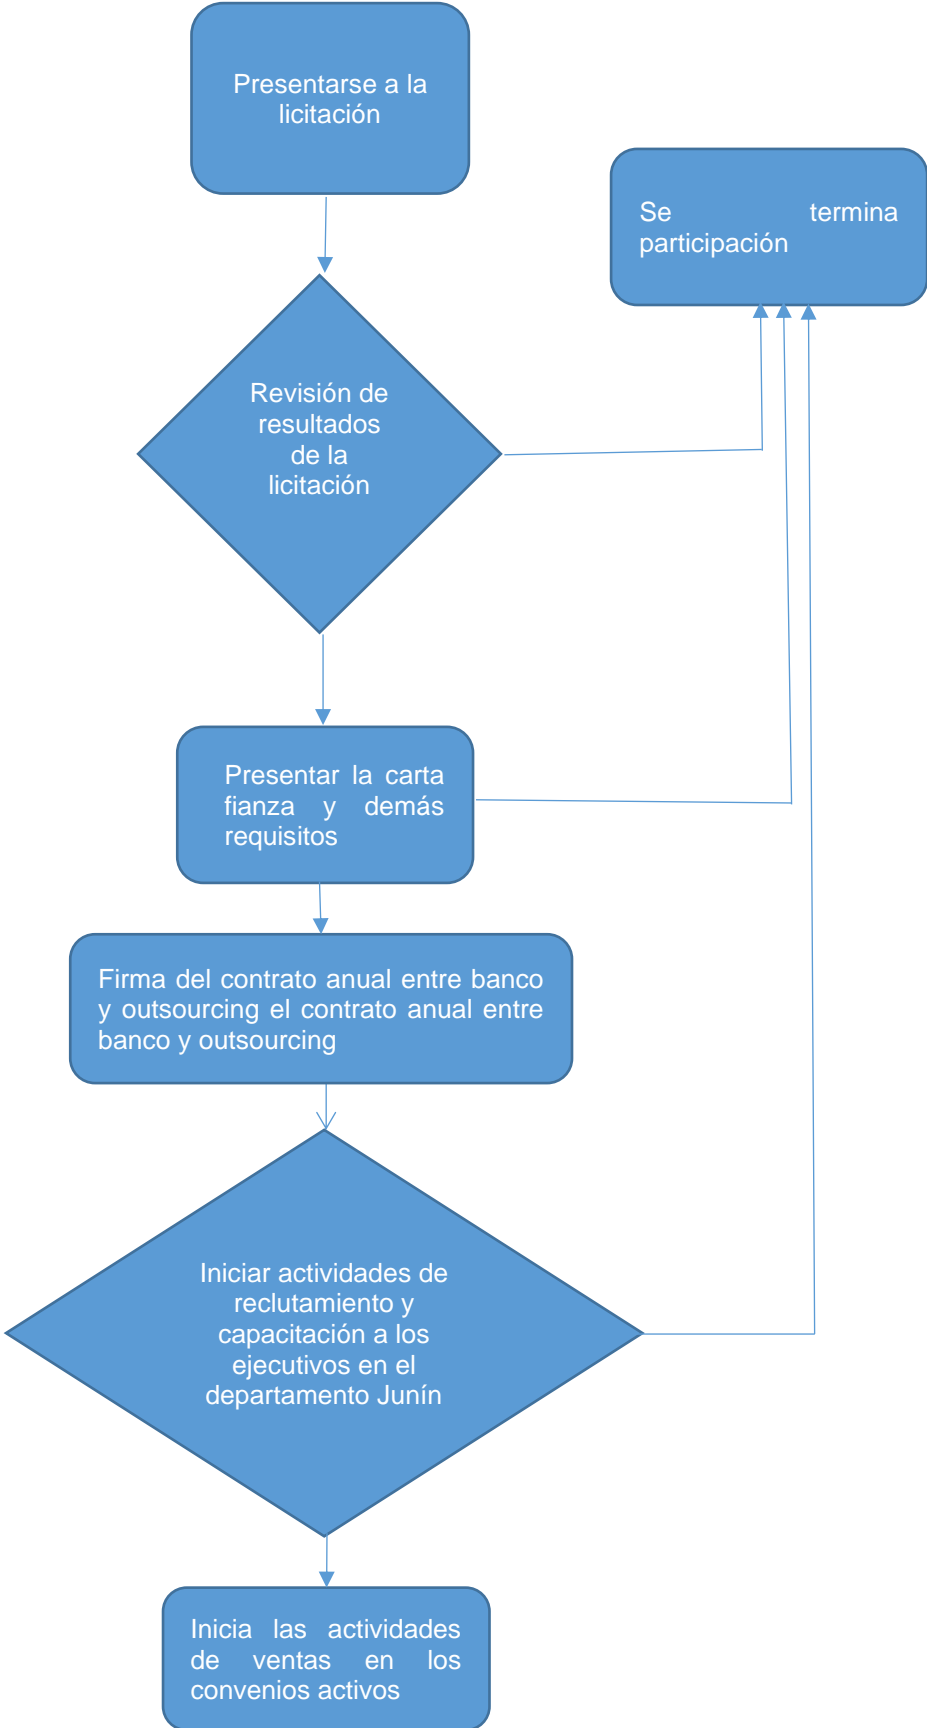 Presentarse a la
licitación
Se termina
participación
Revisión de
resultados
de la
licitación
Presentar la carta
fianza y demás
requisitos
Firma del contrato anual entre banco
y outsourcing el contrato anual entre
banco y outsourcing
Iniciar actividades de
reclutamiento y
capacitación a los
ejecutivos en el
departamento Junín
Inicia las actividades
de ventas en los
convenios activos